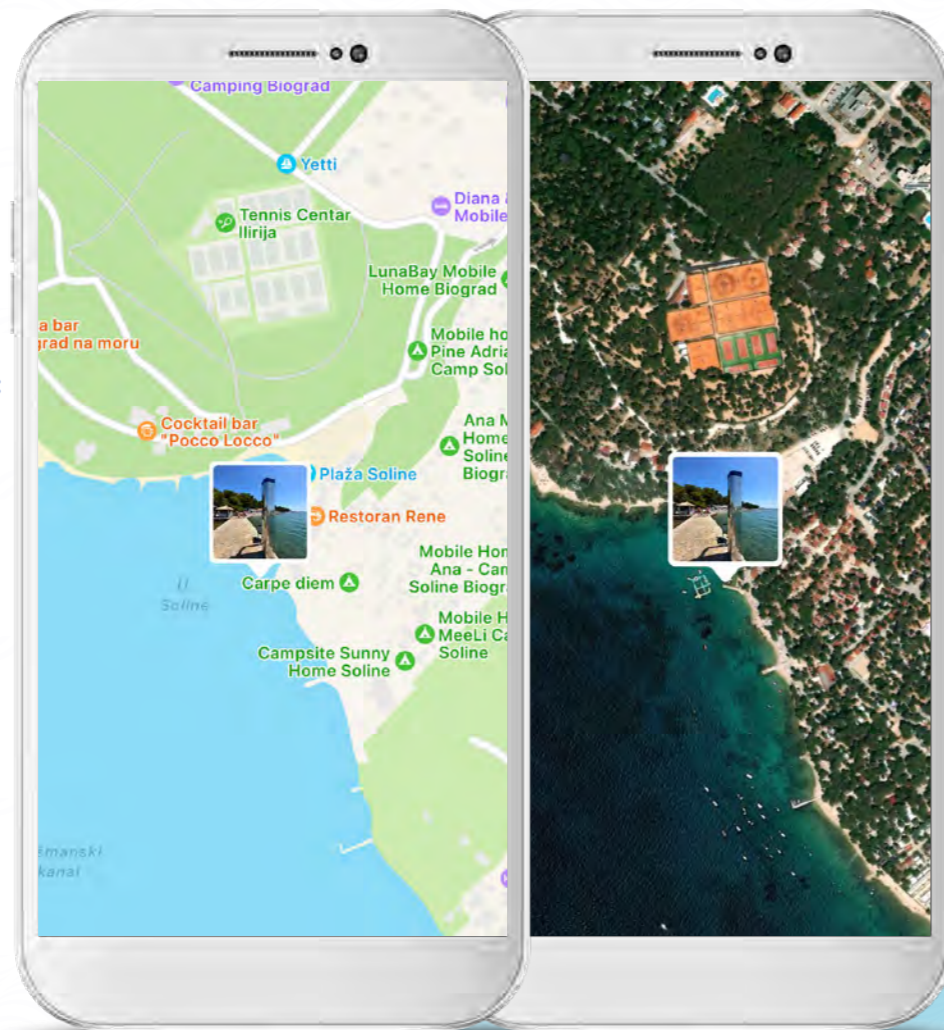 Camping Biograd
Yetti
Diana
Mobile
Tennis Centar
Ilirija
LunaBay Mobile
Home Biograd
a bar
grad na moru
Mobile ho
Pine Adria
Camp Sol
Cocktail bar
"Pocco Locco"
Ana M
Home
Soline
Biogra
Plaža Soline
Restoran Rene
Mobile Hom
Ana - Cam
Soline Biogra
Carpe diem
U.
Soline
Mobile H
MeeLi Ca
Soline
Campsite Sunny
Home Soline
šmanski
kanal